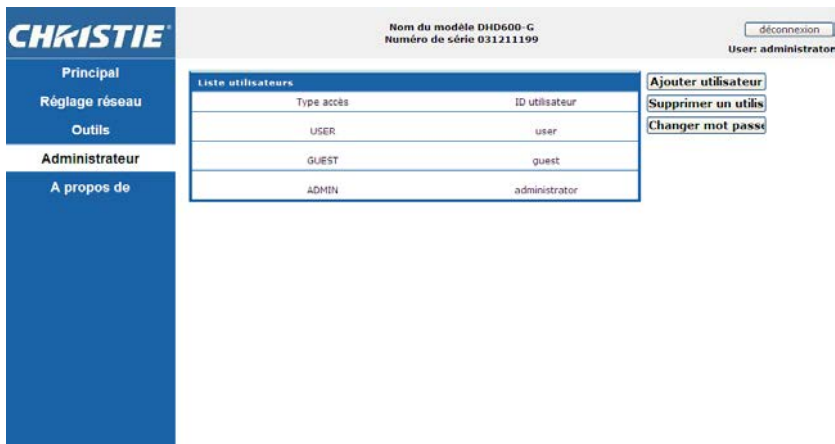 CHRISTIE
Nom du modèle DHD600-G
Numéro de série 031211199
déconnexion
User: administrator
Principal
Réglage réseau
Outils
Administrateur
A propos de
Liste utilisateurs
Type accès ID utilisateur
USER user
GUEST guest
ADMIN administrator
Ajouter utilisateur
Supprimer un utilis
Changer mot passe